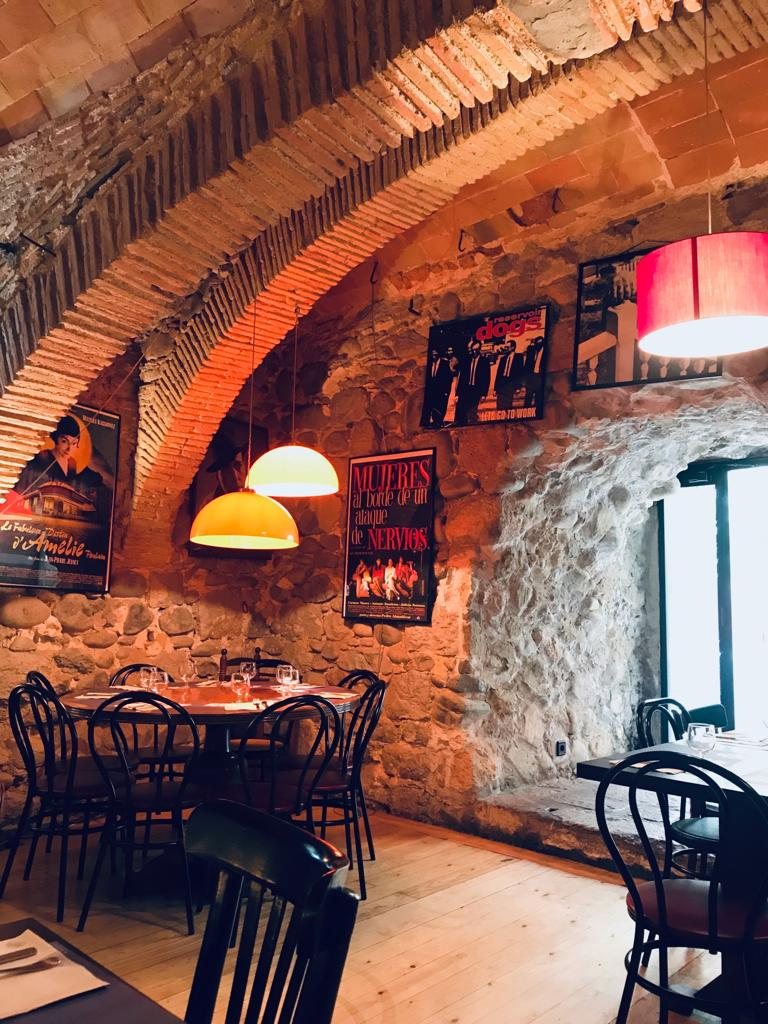 Le Fabuleux Destin
d'Amélie Poulain
MUJERES
al borde de un
ataque
de NERVIOS
reservoir
dogs
LET'S GO TO WORK